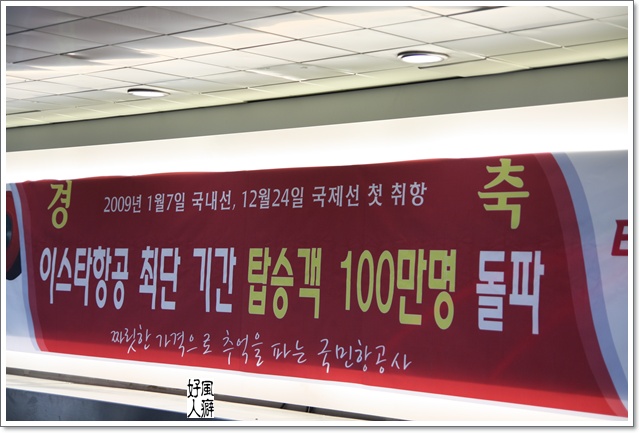 경 축
2009년 1월7일 국내선, 12월24일 국제선 첫 취항
이스타항공 최단 기간 탑승객 100만명 돌파
짜릿한 가격으로 추억을 파는 국민항공사
好風
人癖